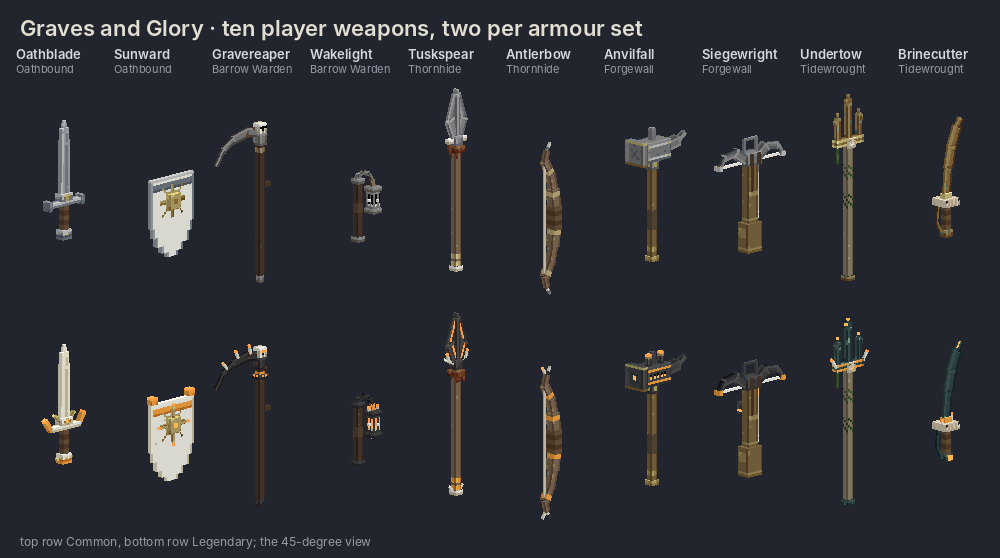 Graves and Glory · ten player weapons, two per armour set
Oathblade Sunward Gravereaper Wakelight Tuskspear Antlerbow Anvilfall Siegewright Undertow Brinecutter
Oathbound Oathbound Barrow Warden Barrow Warden Thornhide Thornhide Forgewall Forgewall Tidewrought Tidewrought
top row Common, bottom row Legendary; the 45-degree view